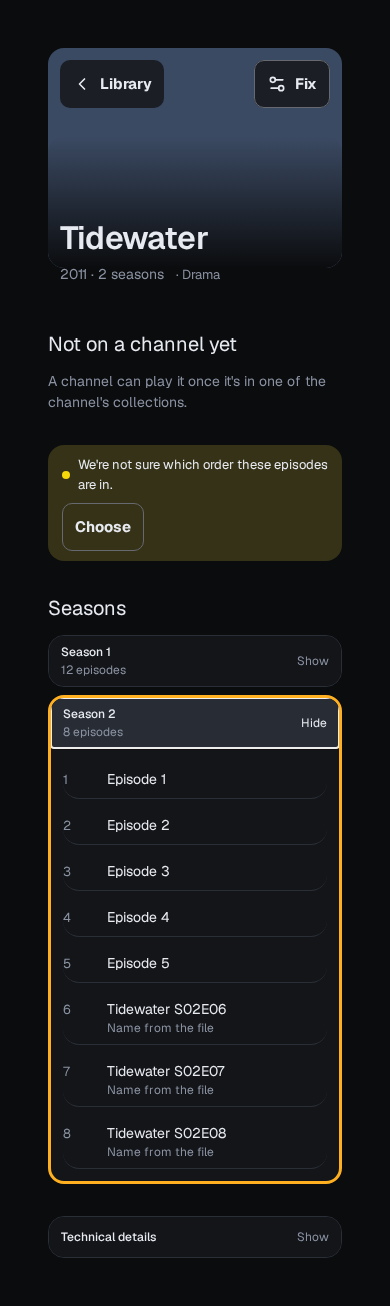 Library
Fix
Tidewater
2011 · 2 seasons · Drama
Not on a channel yet
A channel can play it once it's in one of the
channel's collections.
We're not sure which order these episodes
are in.
Choose
Seasons
Season 1
12 episodes
Show
Season 2
8 episodes
Hide
1 Episode 1
2 Episode 2
3 Episode 3
4 Episode 4
5 Episode 5
6 Tidewater S02E06
Name from the file
7 Tidewater S02E07
Name from the file
8 Tidewater S02E08
Name from the file
Technical details Show